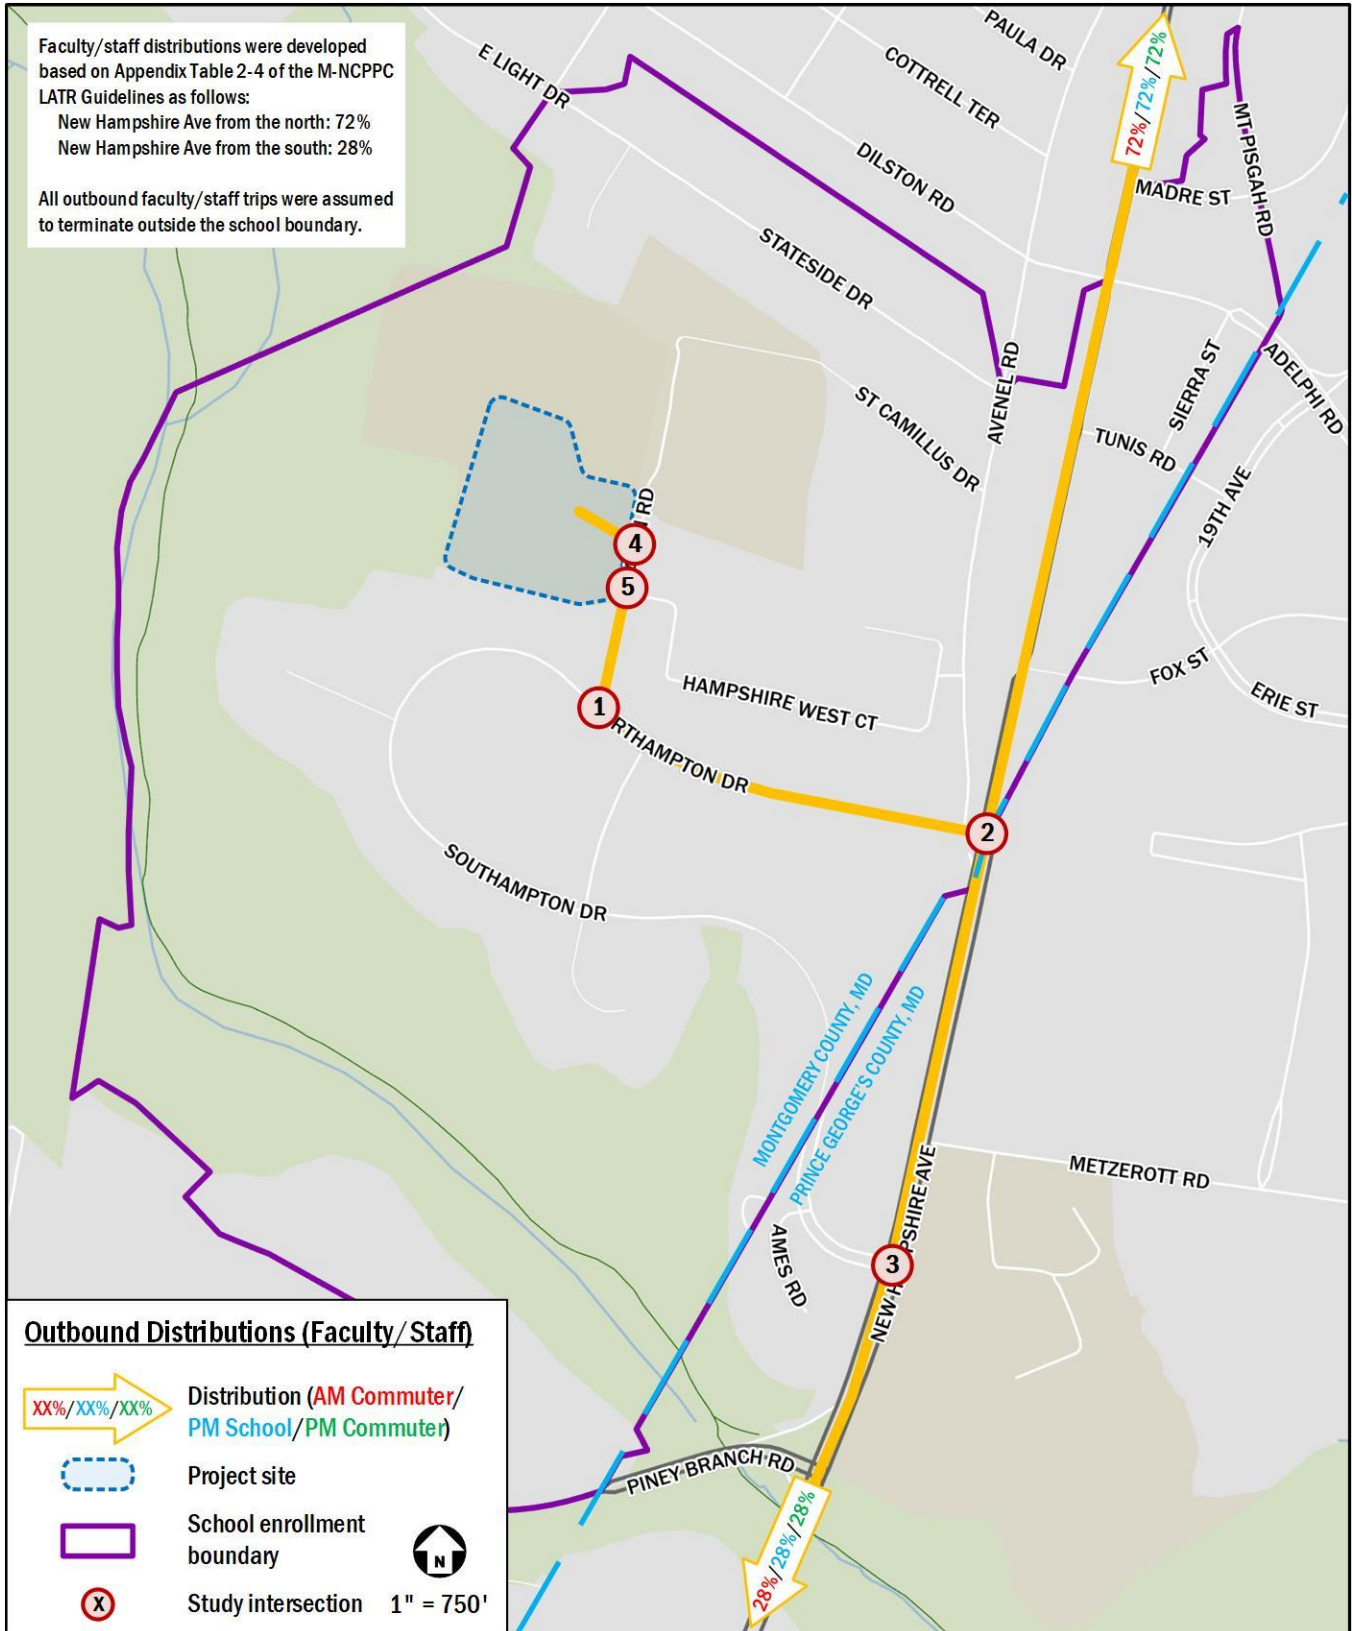 Faculty/staff distributions were developed
based on Appendix Table 2-4 of the M-NCPPC
LATR Guidelines as follows:
New Hampshire Ave from the north: 72%
New Hampshire Ave from the south: 28%
All outbound faculty/staff trips were assumed
to terminate outside the school boundary.
E LIGHT DR
PAULA DR
COTTRELL TER
DILSTON RD
STATESIDE DR
72%/72%/72%
MT PISGAH RD
MADRE ST
AVENEL RD
ST CAMILLUS DR
SIERRA ST
ADELPHI RD
TUNIS RD
19TH AVE
RD
4
5
1
HAMPSHIRE WEST CT
FOX ST
ERIE ST
RTHAMPTON DR
2
SOUTHAMPTON DR
MONTGOMERY COUNTY, MD
PRINCE GEORGE'S COUNTY, MD
METZEROTT RD
AMES RD
3
NEW H PSHIRE AVE
PINEY BRANCH RD
28%/28%/28%
Outbound Distributions (Faculty/Staff)
XX%/XX%/XX%
Distribution (AM Commuter/
PM School/PM Commuter)
Project site
School enrollment
boundary
N
X
Study intersection
1" = 750'